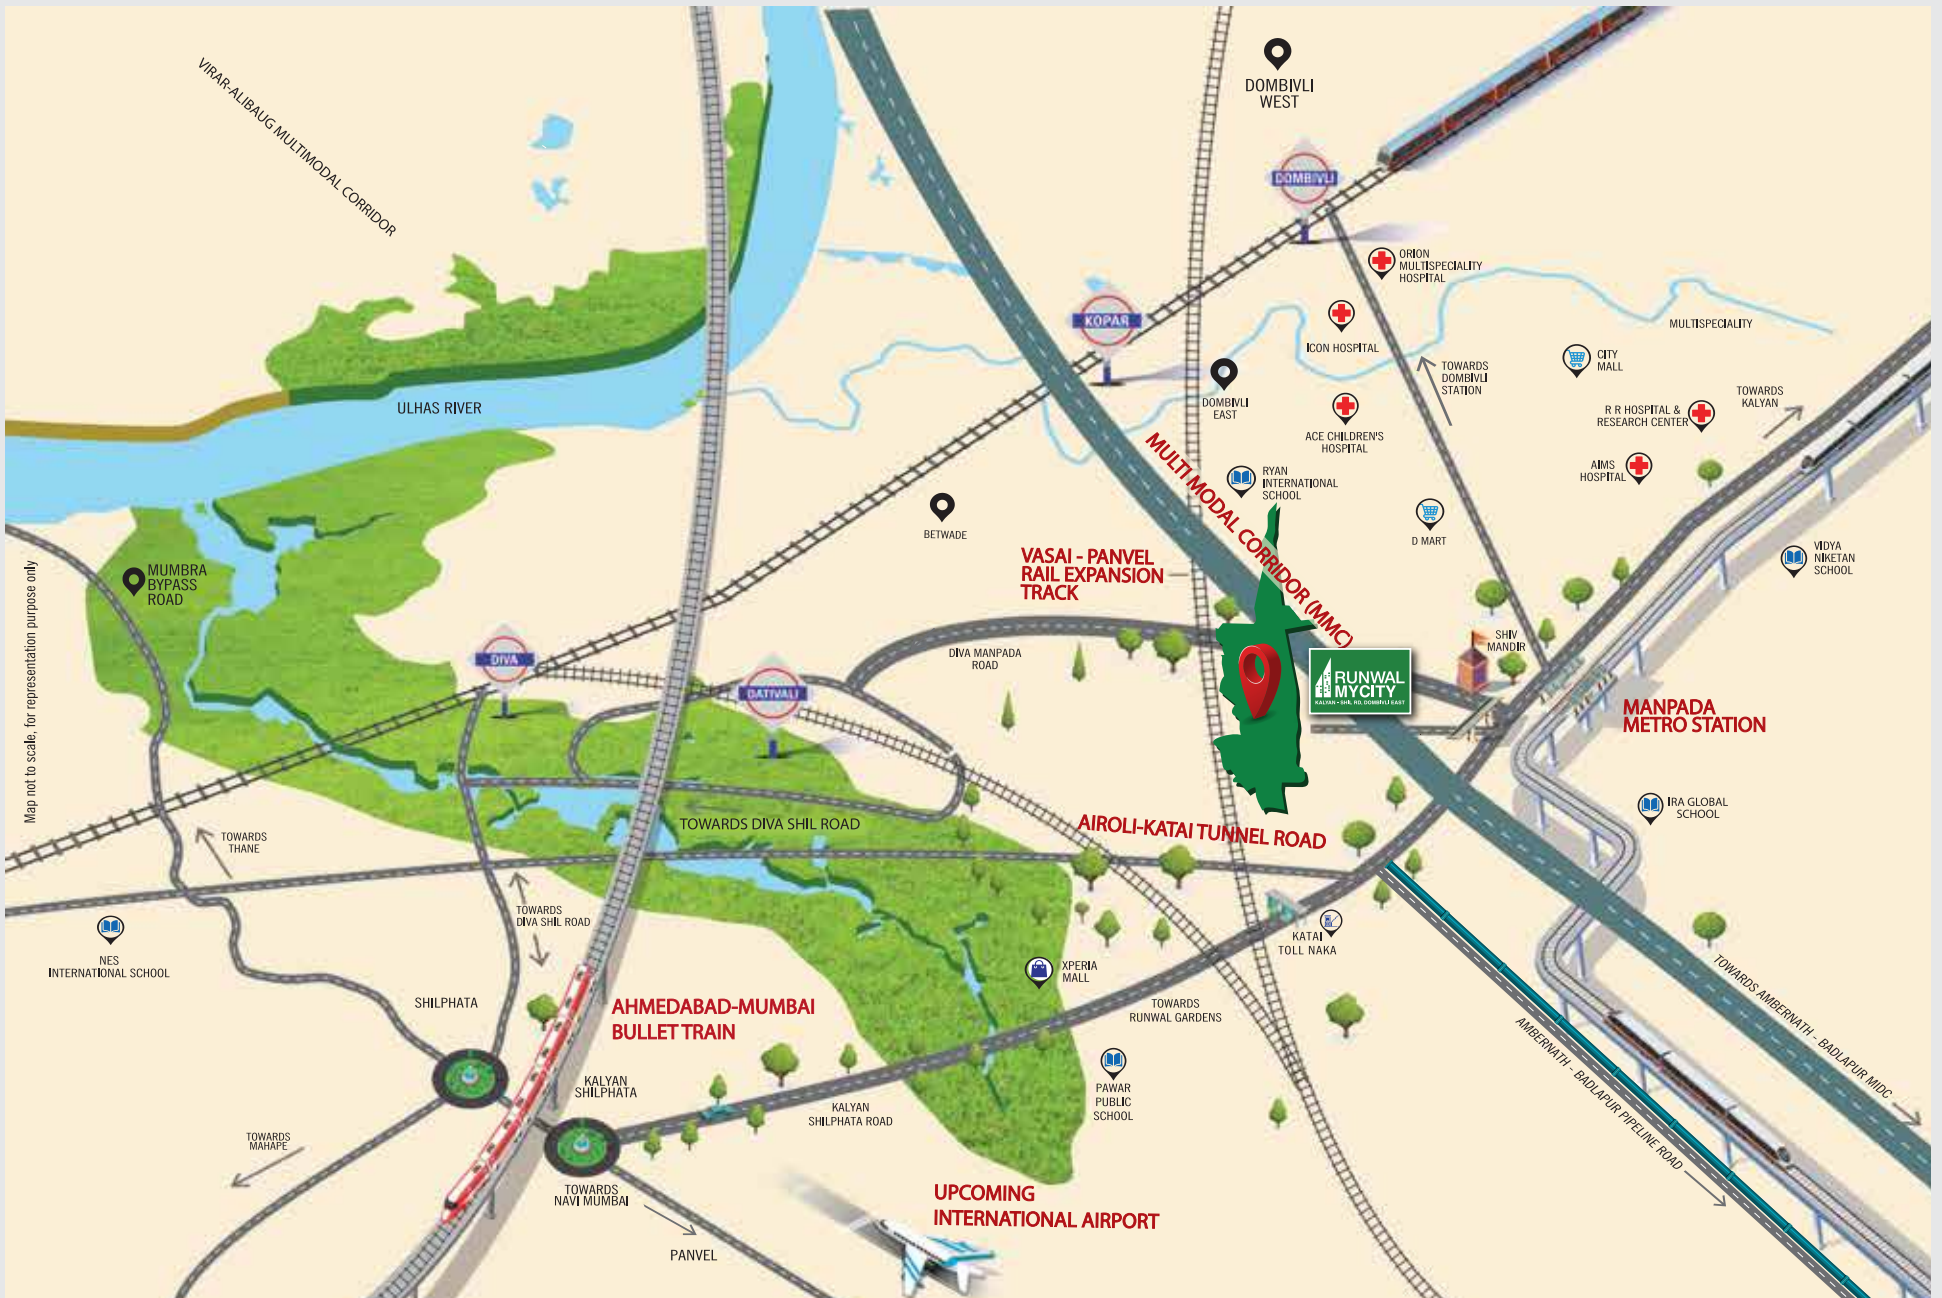 DOMBIVLI
WEST
VIRAR-ALIBAUG MULTIMODAL CORRIDOR
DOMBIVLI
ORION
MULTISPECIALITY
HOSPITAL
KOPAR
MULTISPECIALITY
ICON HOSPITAL
CITY
MALL
TOWARDS
DOMBIVLI
STATION
TOWARDS
KALYAN
ULHAS RIVER
DOMBIVLI
EAST
R R HOSPITAL &
RESEARCH CENTER
ACE CHILDREN'S
HOSPITAL
MULTI MODAL CORRIDOR (MMC)
RYAN
INTERNATIONAL
SCHOOL
AIMS
HOSPITAL
BETWADE
D MART
VASAI - PANVEL
RAIL EXPANSION
TRACK
VIDYA
NIKETAN
SCHOOL
MUMBRA
BYPASS
ROAD
Map not to scale, for representation purpose only
DIVA
DATIVALI
DIVA MANPADA
ROAD
SHIV
MANDIR
RUNWAL
MYCITY
KALYAN - SHIL RD, DOMBIVLI EAST
MANPADA
METRO STATION
TOWARDS DIVA SHIL ROAD
AIROLI-KATAI TUNNEL ROAD
IRA GLOBAL
SCHOOL
TOWARDS
THANE
TOWARDS
DIVA SHIL ROAD
KATAI
TOLL NAKA
NES
INTERNATIONAL SCHOOL
XPERIA
MALL
SHILPHATA
AHMEDABAD-MUMBAI
BULLET TRAIN
TOWARDS
RUNWAL GARDENS
TOWARDS AMBERNATH - BADLAPUR MIDC
AMBERNATH - BADLAPUR PIPELINE ROAD
KALYAN
SHILPHATA
KALYAN
SHILPHATA ROAD
PAWAR
PUBLIC
SCHOOL
TOWARDS
MAHAPE
TOWARDS
NAVI MUMBAI
UPCOMING
INTERNATIONAL AIRPORT
PANVEL